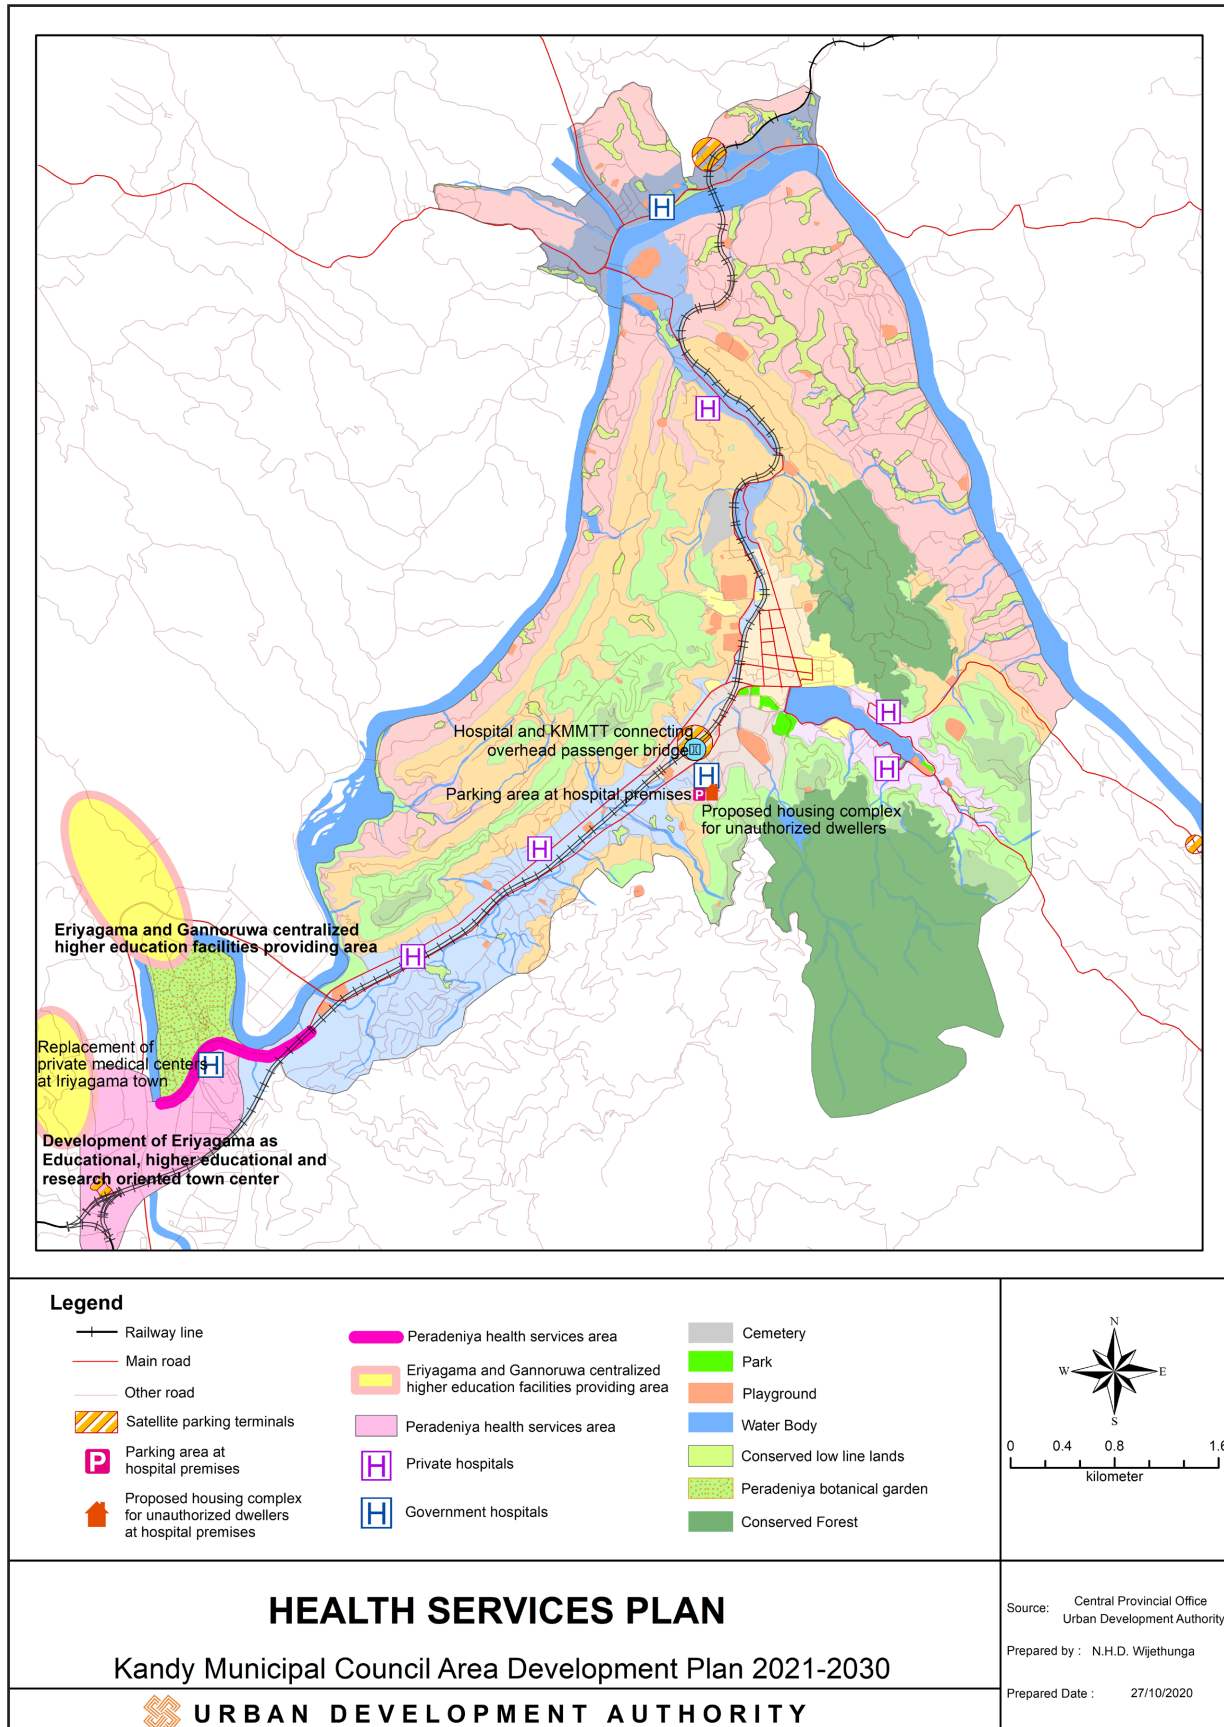 H
H
Hospital and KMMTT connecting
overhead passenger bridge
H
H
H
Parking area at hospital premises
P
Proposed housing complex
for unauthorized dwellers
H
H
Eriyagama and Gannoruwa centralized
higher education facilities providing area
Replacement of
private medical centers
at Iriyagama town
H
Development of Eriyagama as
Educational, higher educational and
research oriented town center
Legend
Railway line
Main road
Other road
Satellite parking terminals
P
Parking area at
hospital premises
Proposed housing complex
for unauthorized dwellers
at hospital premises
Peradeniya health services area
Eriyagama and Gannoruwa centralized
higher education facilities providing area
Peradeniya health services area
H
Private hospitals
H
Government hospitals
Cemetery
Park
Playground
Water Body
Conserved low line lands
Peradeniya botanical garden
Conserved Forest
N
W
E
S
0 0.4 0.8 1.6
kilometer
HEALTH SERVICES PLAN
Kandy Municipal Council Area Development Plan 2021-2030
URBAN DEVELOPMENT AUTHORITY
Source: Central Provincial Office
Urban Development Authority
Prepared by : N.H.D. Wijethunga
Prepared Date : 27/10/2020